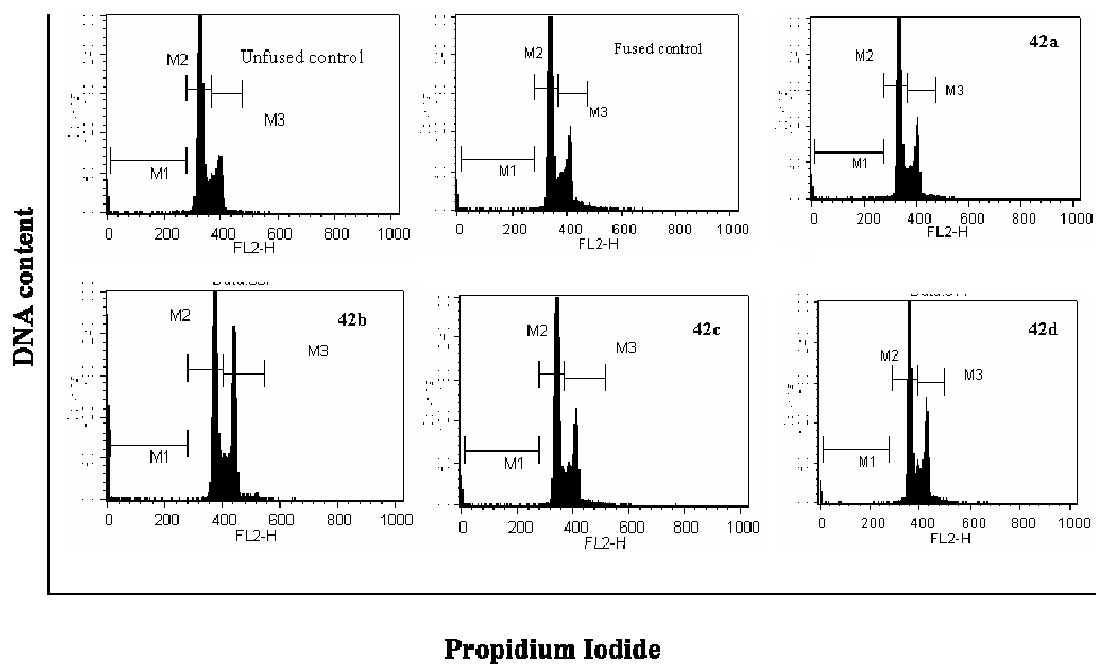 Unfused control
M2
M3
M1
0 200 400 600 800 1000
FL2-H
Fused control
M2
M3
M1
0 200 400 600 800 1000
FL2-H
42a
M2
M3
M1
0 200 400 600 800 1000
FL2-H
DNA content
42b
M2
M3
M1
0 200 400 600 800 1000
FL2-H
42c
M2
M3
M1
0 200 400 600 800 1000
FL2-H
42d
M2
M3
M1
0 200 400 600 800 1000
FL2-H
Propidium Iodide